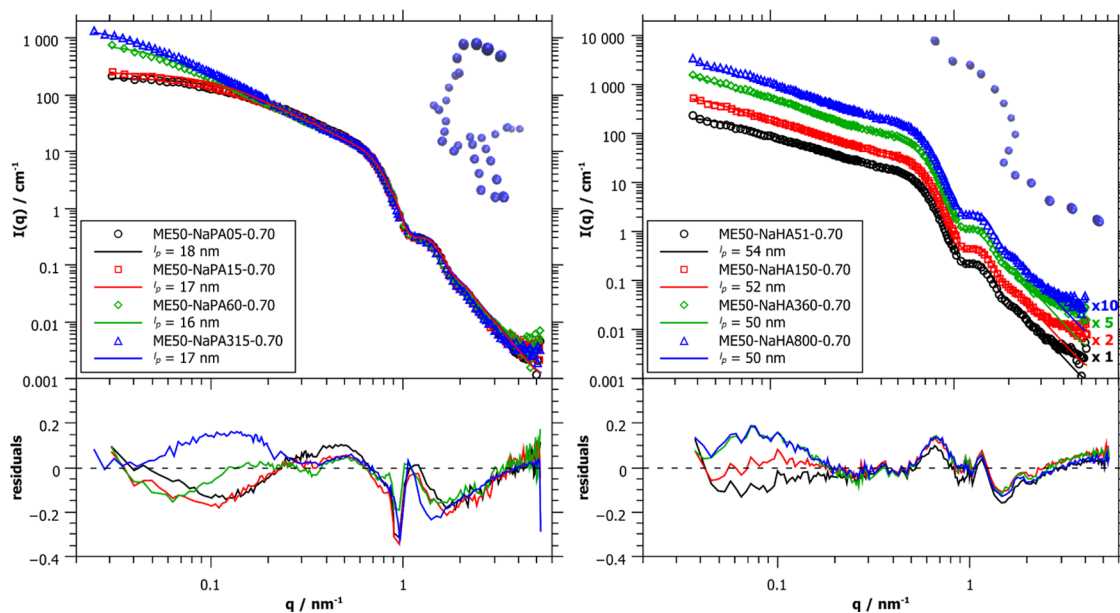 1 000
100
10
1
0.1
0.01
0.001
I(q) / cm⁻¹
ME50-NaPA05-0.70
lp = 18 nm
ME50-NaPA15-0.70
lp = 17 nm
ME50-NaPA60-0.70
lp = 16 nm
ME50-NaPA315-0.70
lp = 17 nm
0.2
0
−0.2
−0.4
residuals
0.1
1
q / nm⁻¹
10 000
1 000
100
10
1
0.1
0.01
0.001
I(q) / cm⁻¹
ME50-NaHA51-0.70
lp = 54 nm
ME50-NaHA150-0.70
lp = 52 nm
ME50-NaHA360-0.70
lp = 50 nm
ME50-NaHA800-0.70
lp = 50 nm
x10
x 5
x 2
x 1
0.2
0
−0.2
−0.4
residuals
0.1
1
q / nm⁻¹